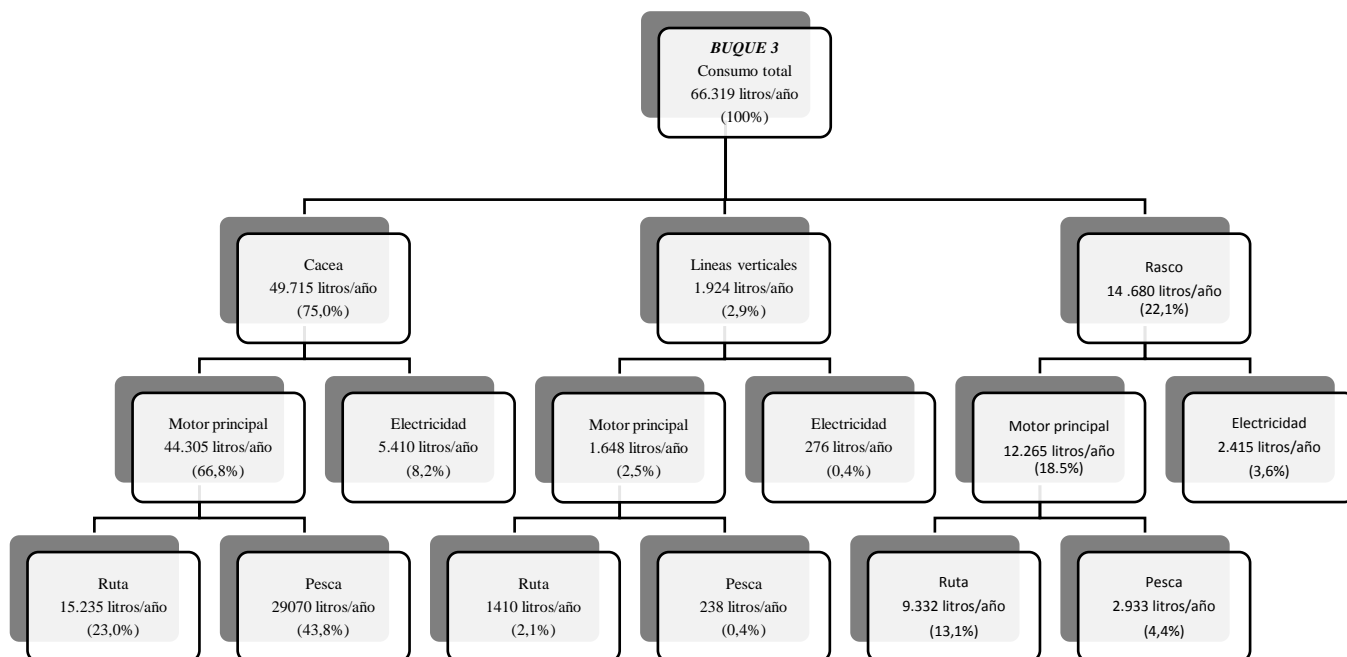 BUQUE 3
Consumo total
66.319 litros/año
(100%)
Cacea
49.715 litros/año
(75,0%)
Lineas verticales
1.924 litros/año
(2,9%)
Rasco
14 .680 litros/año
(22,1%)
Motor principal
44.305 litros/año
(66,8%)
Electricidad
5.410 litros/año
(8,2%)
Motor principal
1.648 litros/año
(2,5%)
Electricidad
276 litros/año
(0,4%)
Motor principal
12.265 litros/año
(18.5%)
Electricidad
2.415 litros/año
(3,6%)
Ruta
15.235 litros/año
(23,0%)
Pesca
29070 litros/año
(43,8%)
Ruta
1410 litros/año
(2,1%)
Pesca
238 litros/año
(0,4%)
Ruta
9.332 litros/año
(13,1%)
Pesca
2.933 litros/año
(4,4%)